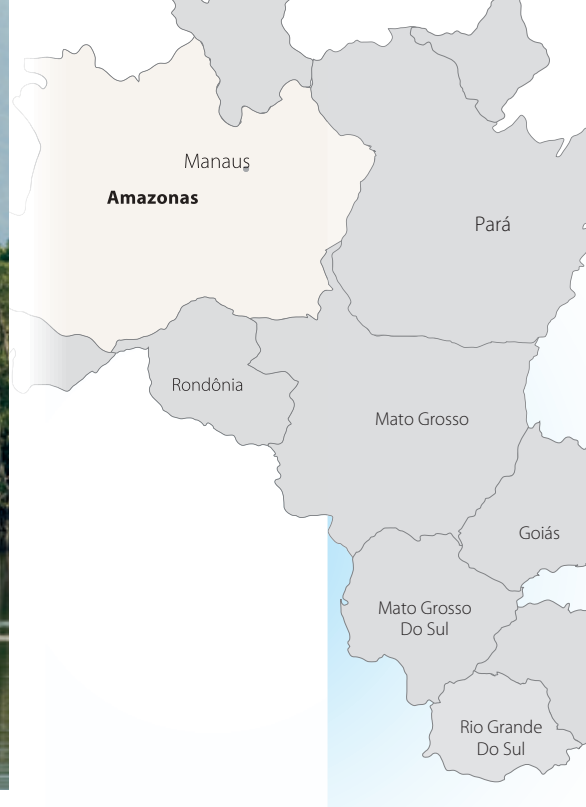 Manaus
Amazonas
Pará
Rondônia
Mato Grosso
Goiás
Mato Grosso
Do Sul
Rio Grande
Do Sul